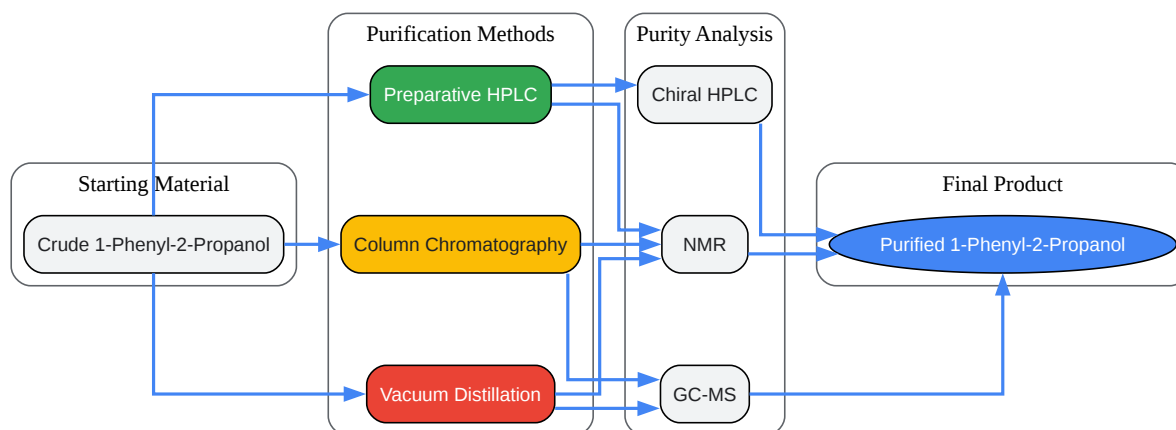 Purification Methods
Purity Analysis
Preparative HPLC
Chiral HPLC
Starting Material
Final Product
Crude 1-Phenyl-2-Propanol
Column Chromatography
NMR
Purified 1-Phenyl-2-Propanol
Vacuum Distillation
GC-MS